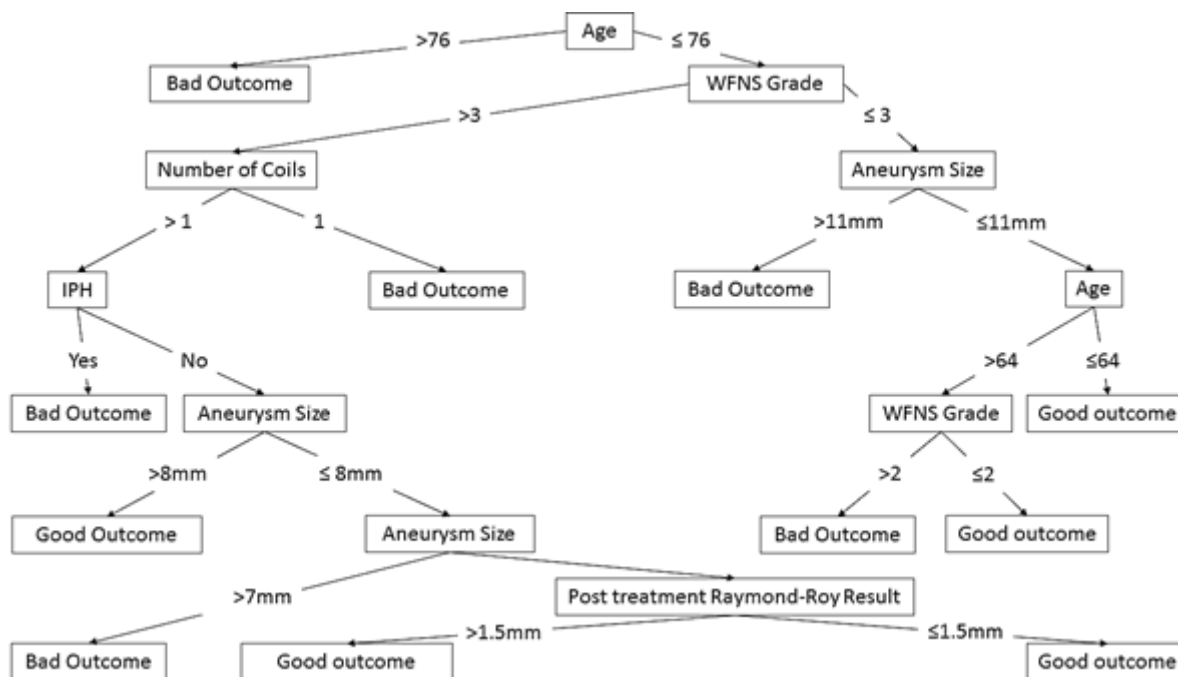 Age
>76
≤ 76
Bad Outcome
WFNS Grade
>3
≤ 3
Number of Coils
Aneurysm Size
> 1
1
>11mm
≤11mm
IPH
Bad Outcome
Bad Outcome
Age
Yes
No
>64
≤64
Bad Outcome
Aneurysm Size
WFNS Grade
Good outcome
>8mm
≤ 8mm
>2
≤2
Good Outcome
Aneurysm Size
Bad Outcome
Good outcome
>7mm
Post treatment Raymond-Roy Result
>1.5mm
≤1.5mm
Bad Outcome
Good outcome
Good outcome